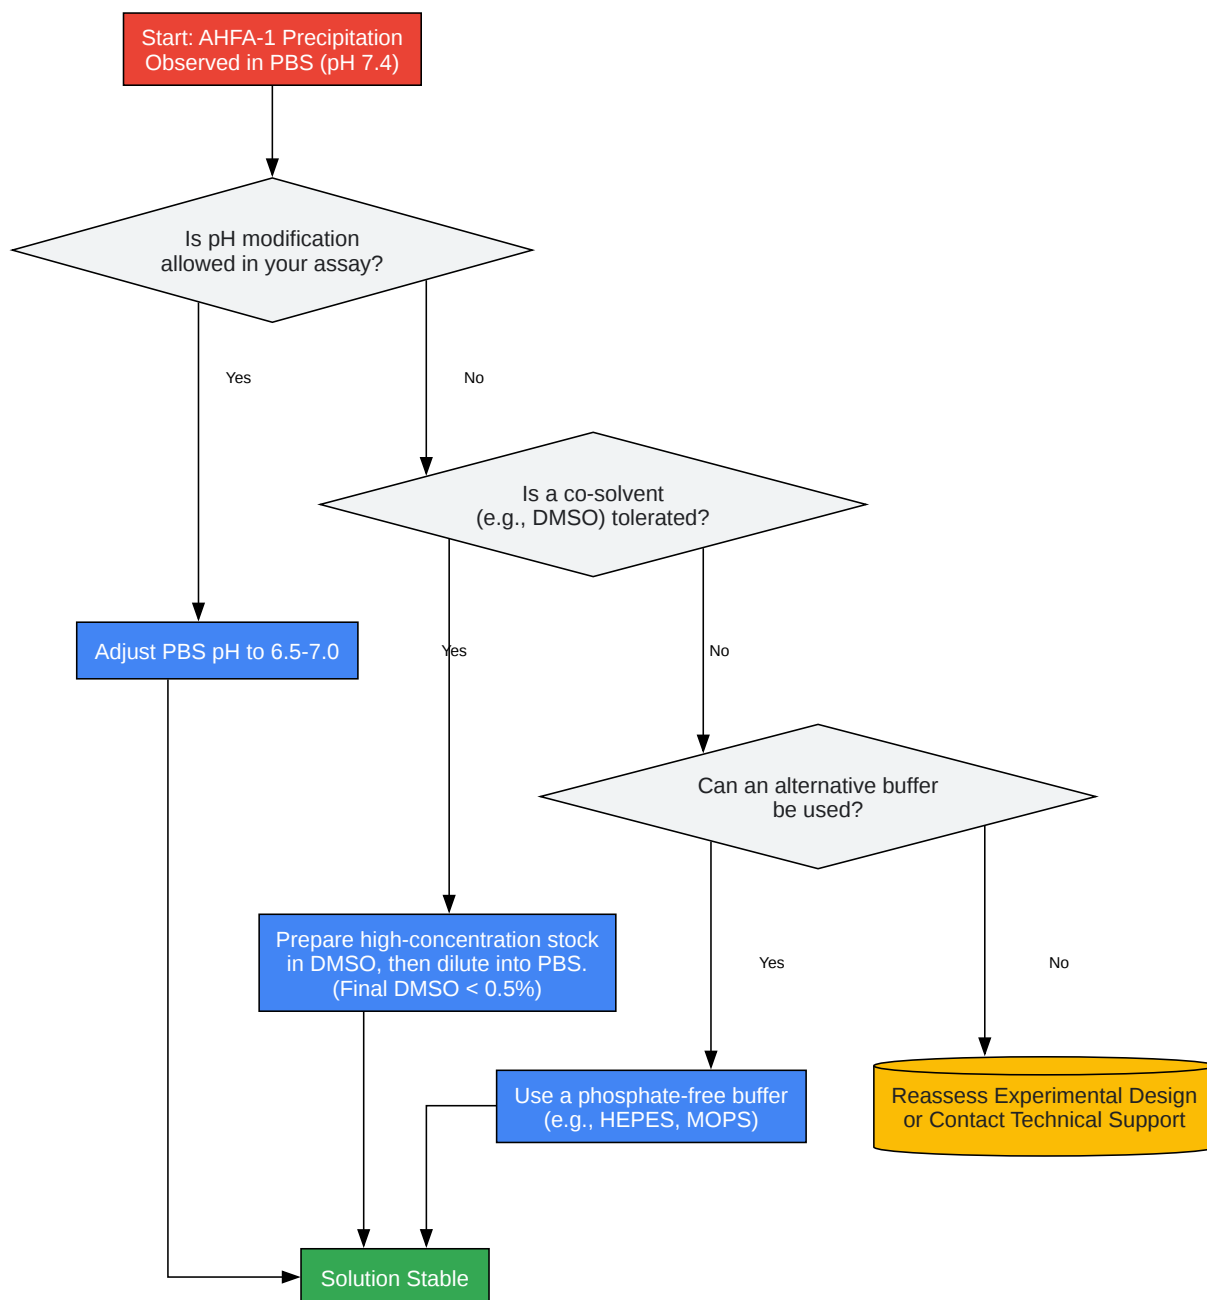 Start: AHFA-1 Precipitation
Observed in PBS (pH 7.4)
Is pH modification
allowed in your assay?
Yes
No
Is a co-solvent
(e.g., DMSO) tolerated?
Adjust PBS pH to 6.5-7.0
Yes
No
Can an alternative buffer
be used?
Prepare high-concentration stock
in DMSO, then dilute into PBS.
(Final DMSO < 0.5%)
Yes
No
Use a phosphate-free buffer
(e.g., HEPES, MOPS)
Reassess Experimental Design
or Contact Technical Support
Solution Stable